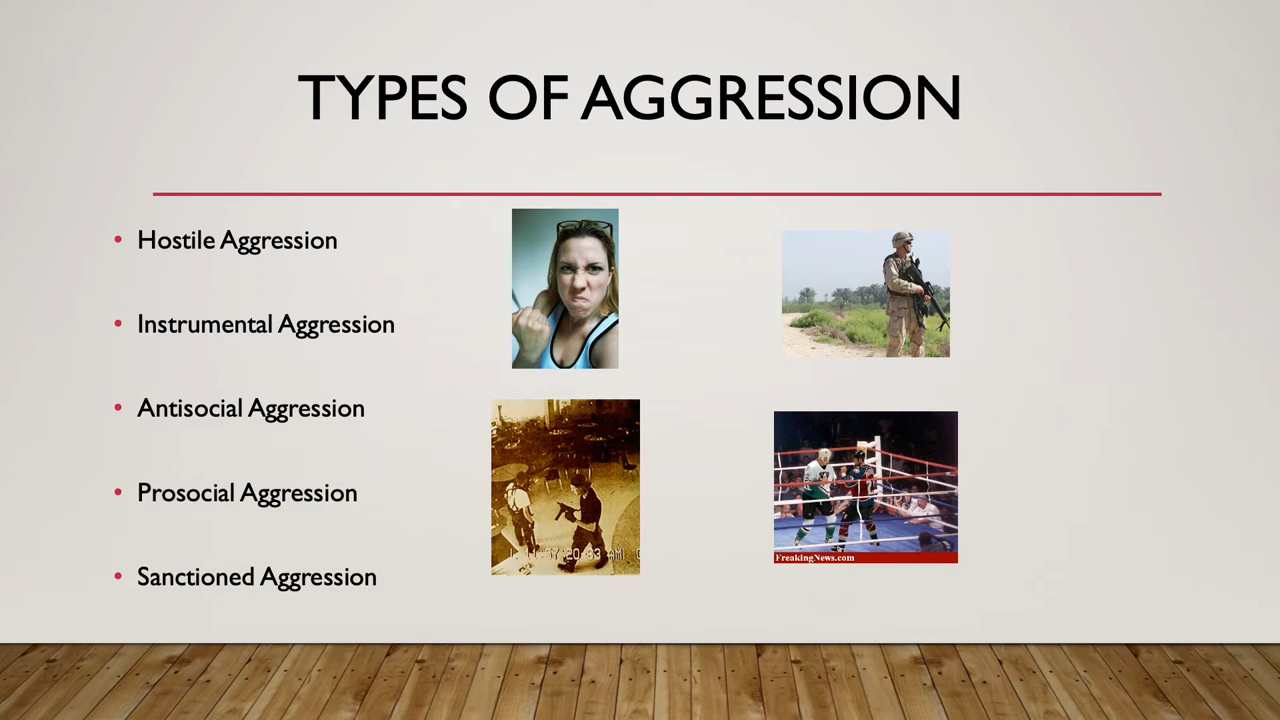 TYPES OF AGGRESSION
Hostile Aggression
Instrumental Aggression
Antisocial Aggression
Prosocial Aggression
Sanctioned Aggression
FreakingNews.com